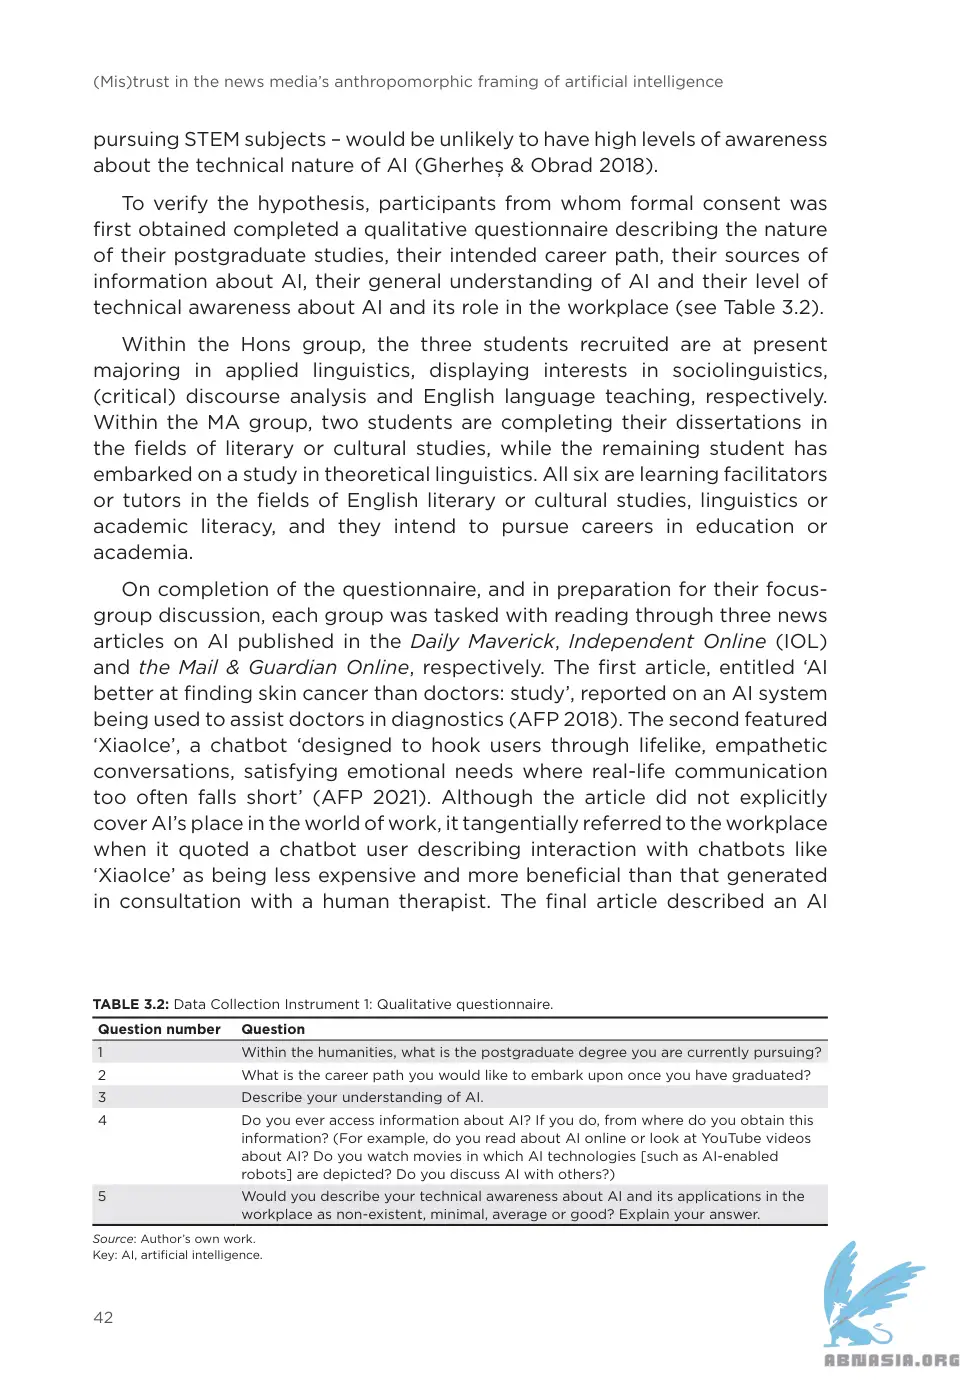 (Mis)trust in the news media’s anthropomorphic framing of artificial intelligence
pursuing STEM subjects – would be unlikely to have high levels of awareness
about the technical nature of AI (Gherheș & Obrad 2018).
To verify the hypothesis, participants from whom formal consent was
first obtained completed a qualitative questionnaire describing the nature
of their postgraduate studies, their intended career path, their sources of
information about AI, their general understanding of AI and their level of
technical awareness about AI and its role in the workplace (see Table 3.2).
Within the Hons group, the three students recruited are at present
majoring in applied linguistics, displaying interests in sociolinguistics,
(critical) discourse analysis and English language teaching, respectively.
Within the MA group, two students are completing their dissertations in
the fields of literary or cultural studies, while the remaining student has
embarked on a study in theoretical linguistics. All six are learning facilitators
or tutors in the fields of English literary or cultural studies, linguistics or
academic literacy, and they intend to pursue careers in education or
academia.
On completion of the questionnaire, and in preparation for their focus-
group discussion, each group was tasked with reading through three news
articles on AI published in the Daily Maverick, Independent Online (IOL)
and the Mail & Guardian Online, respectively. The first article, entitled ‘AI
better at finding skin cancer than doctors: study’, reported on an AI system
being used to assist doctors in diagnostics (AFP 2018). The second featured
‘XiaoIce’, a chatbot ‘designed to hook users through lifelike, empathetic
conversations, satisfying emotional needs where real-life communication
too often falls short’ (AFP 2021). Although the article did not explicitly
cover AI’s place in the world of work, it tangentially referred to the workplace
when it quoted a chatbot user describing interaction with chatbots like
‘XiaoIce’ as being less expensive and more beneficial than that generated
in consultation with a human therapist. The final article described an AI
TABLE 3.2: Data Collection Instrument 1: Qualitative questionnaire.
Question number Question
1 Within the humanities, what is the postgraduate degree you are currently pursuing?
2 What is the career path you would like to embark upon once you have graduated?
3 Describe your understanding of AI.
4 Do you ever access information about AI? If you do, from where do you obtain this
information? (For example, do you read about AI online or look at YouTube videos
about AI? Do you watch movies in which AI technologies [such as AI-enabled
robots] are depicted? Do you discuss AI with others?)
5 Would you describe your technical awareness about AI and its applications in the
workplace as non-existent, minimal, average or good? Explain your answer.
Source: Author’s own work.
Key: AI, artificial intelligence.
42
ABNASIA.ORG